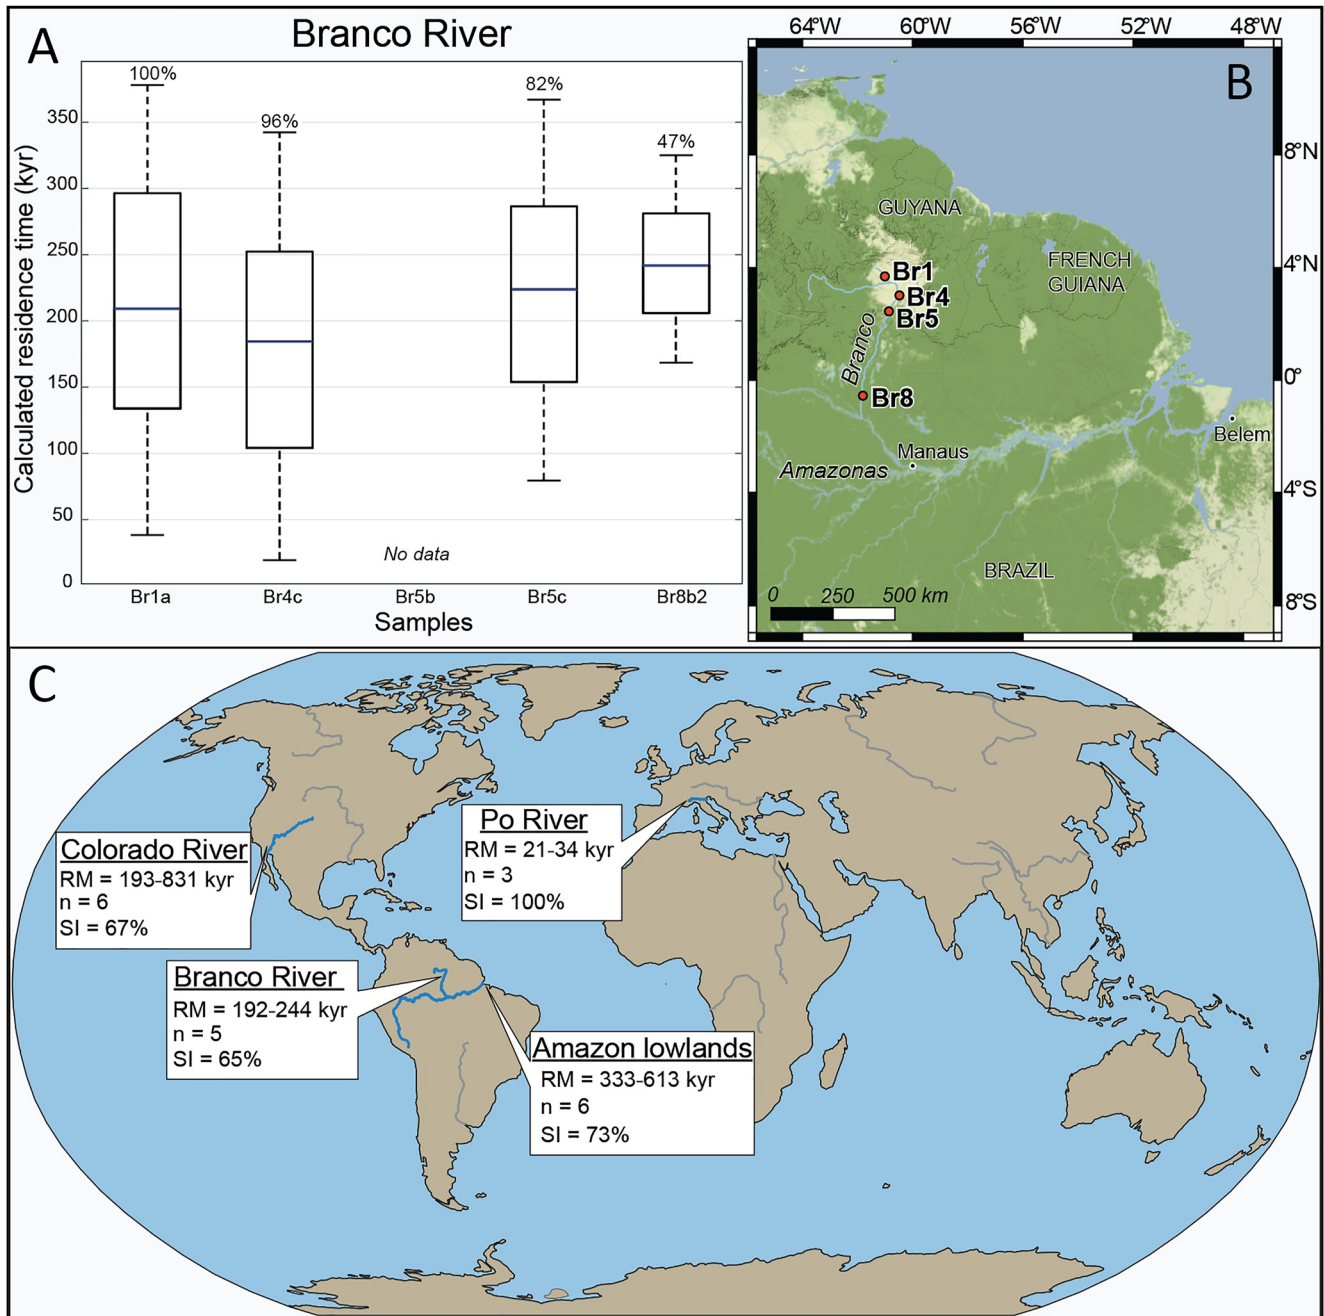 A
Branco River
Calculated residence time (kyr)
350
300
250
200
150
100
50
0
100%
96%
82%
47%
No data
Br1a
Br4c
Br5b
Br5c
Br8b2
Samples
B
64°W
60°W
56°W
52°W
48°W
8°N
4°N
0°
4°S
8°S
GUYANA
FRENCH
GUIANA
Br1
Br4
Br5
Branco
Br8
Manaus
Belem
Amazonas
BRAZIL
0 250 500 km
C
Colorado River
RM = 193-831 kyr
n = 6
SI = 67%
Po River
RM = 21-34 kyr
n = 3
SI = 100%
Branco River
RM = 192-244 kyr
n = 5
SI = 65%
Amazon lowlands
RM = 333-613 kyr
n = 6
SI = 73%